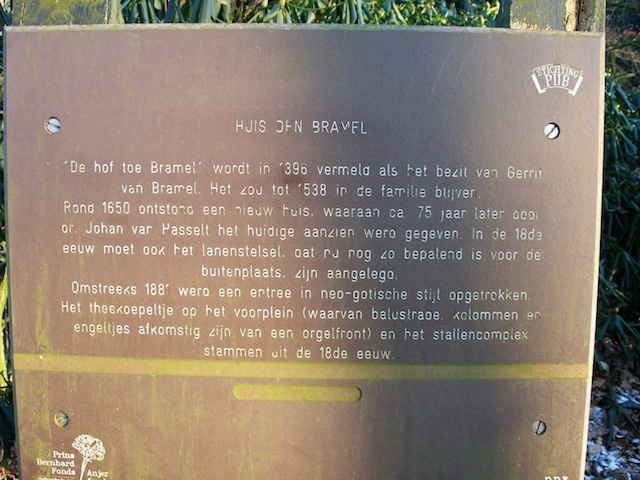 STICHTING
PIIB
HUIS DEN BRAMEL
"De hof toe Bramel" wordt in 1396 vermeld als het bezit van Gerrit
van Bramel. Het zou tot 1538 in de familie blijven.
Rond 1650 ontstond een nieuw huis, waaraan ca. 75 jaar later door
dr. Johan van Hasselt het huidige aanzien werd gegeven. In de 18de
eeuw moet ook het lanenstelsel, dat nu nog zo bepalend is voor de
buitenplaats, zijn aangelegd.
Omstreeks 1881 werd een entree in neo-gotische stijl opgetrokken.
Het theekoepeltje op het voorplein (waarvan balustrade, kolommen en
engeltjes afkomstig zijn van een orgelfront) en het stallencomplex
stammen uit de 18de eeuw.
Prins
Bernhard
Fonds
Anjer